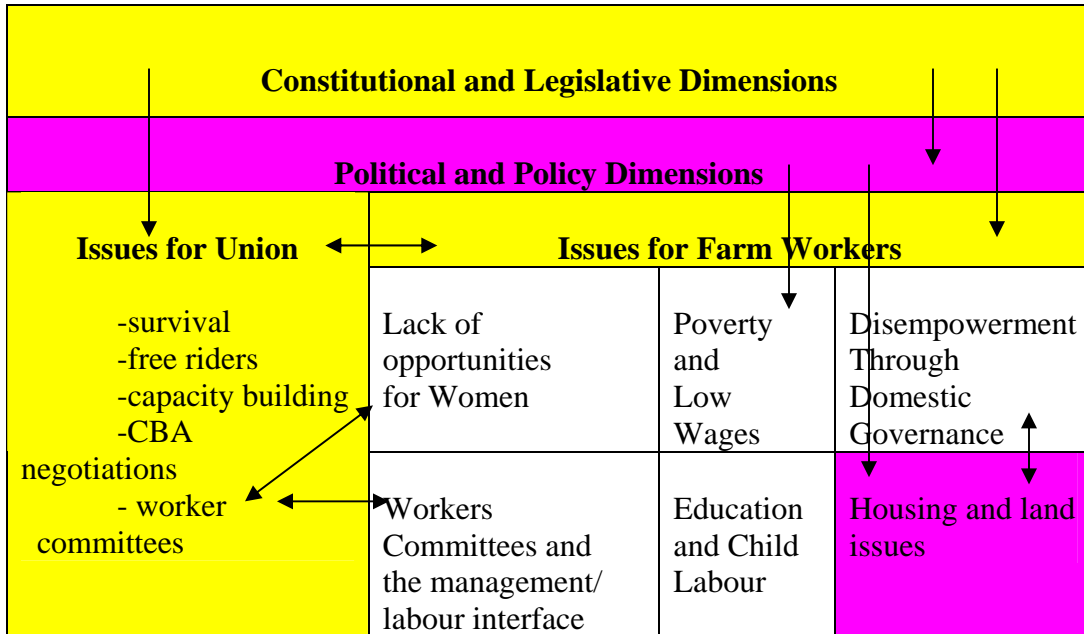 Constitutional and Legislative Dimensions
Political and Policy Dimensions
Issues for Union
-survival
-free riders
-capacity building
-CBA
negotiations
- worker
committees
Issues for Farm Workers
Lack of
opportunities
for Women
Poverty
and
Low
Wages
Disempowerment
Through
Domestic
Governance
Workers
Committees and
the management/
labour interface
Education
and Child
Labour
Housing and land
issues